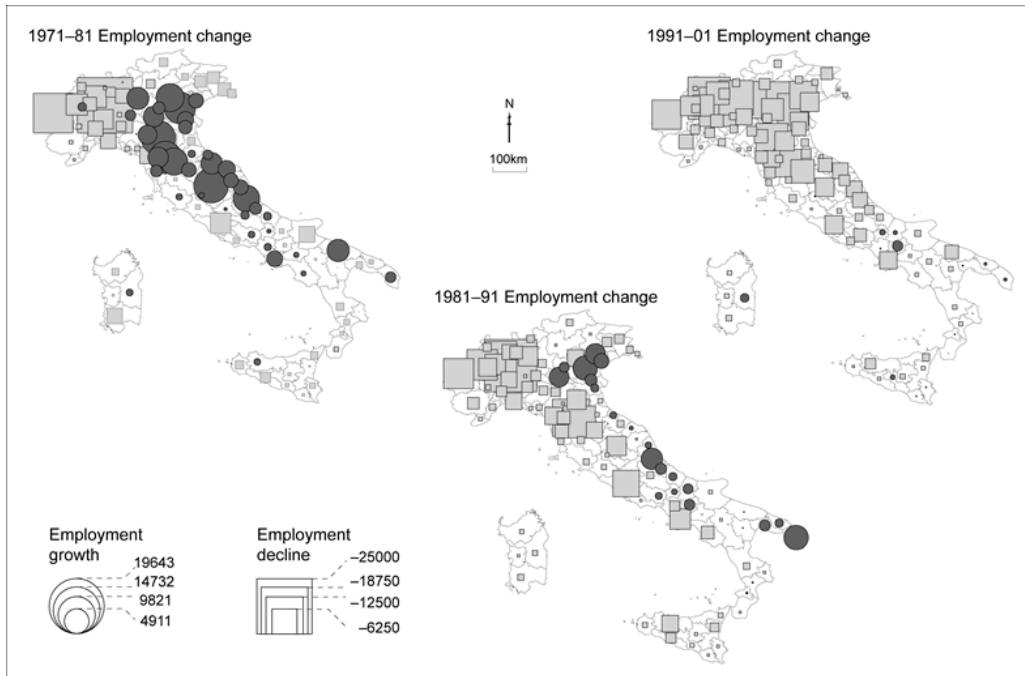 1971–81 Employment change
1991–01 Employment change
N
100km
1981–91 Employment change
Employment
growth
19643
14732
9821
4911
Employment
decline
–25000
–18750
–12500
–6250